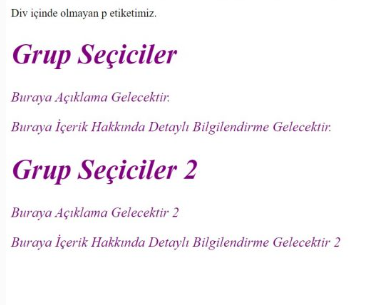 Div içinde olmayan p etiketimiz.
Grup Seçiciler
Buraya Açıklama Gelecektir.
Buraya İçerik Hakkında Detaylı Bilgilendirme Gelecektir.
Grup Seçiciler 2
Buraya Açıklama Gelecektir 2
Buraya İçerik Hakkında Detaylı Bilgilendirme Gelecektir 2